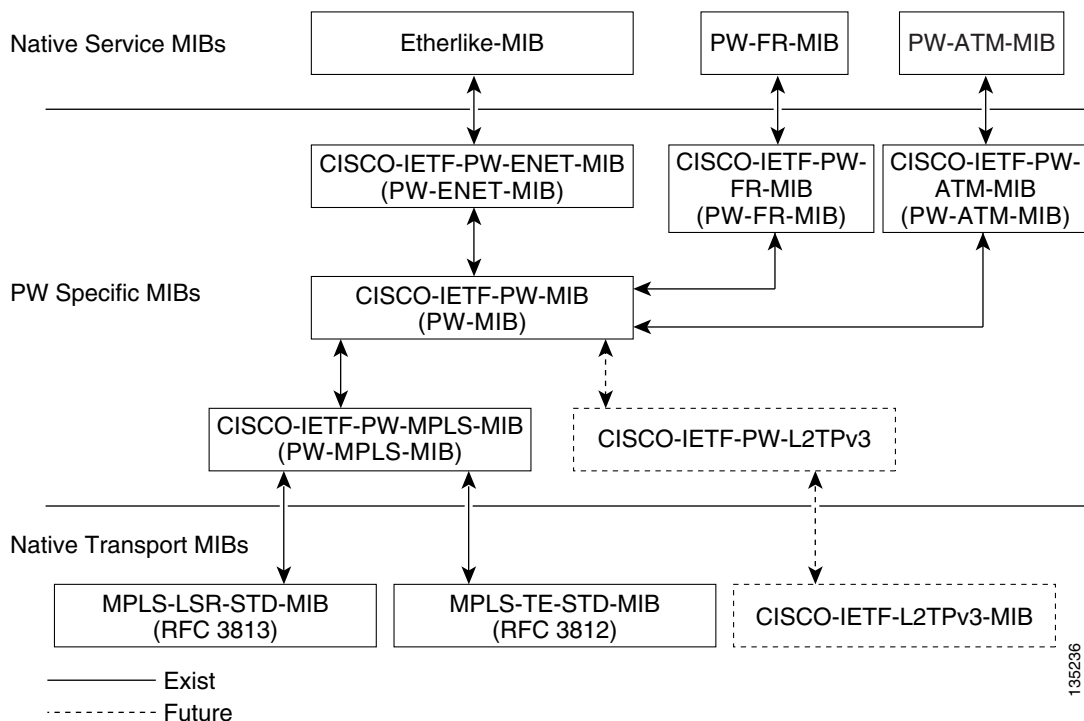 Native Service MIBs
Etherlike-MIB
PW-FR-MIB
PW-ATM-MIB
CISCO-IETF-PW-ENET-MIB
(PW-ENET-MIB)
CISCO-IETF-PW-
FR-MIB
(PW-FR-MIB)
CISCO-IETF-PW-
ATM-MIB
(PW-ATM-MIB)
PW Specific MIBs
CISCO-IETF-PW-MIB
(PW-MIB)
CISCO-IETF-PW-MPLS-MIB
(PW-MPLS-MIB)
CISCO-IETF-PW-L2TPv3
Native Transport MIBs
MPLS-LSR-STD-MIB
(RFC 3813)
MPLS-TE-STD-MIB
(RFC 3812)
CISCO-IETF-L2TPv3-MIB
135236
Exist
Future